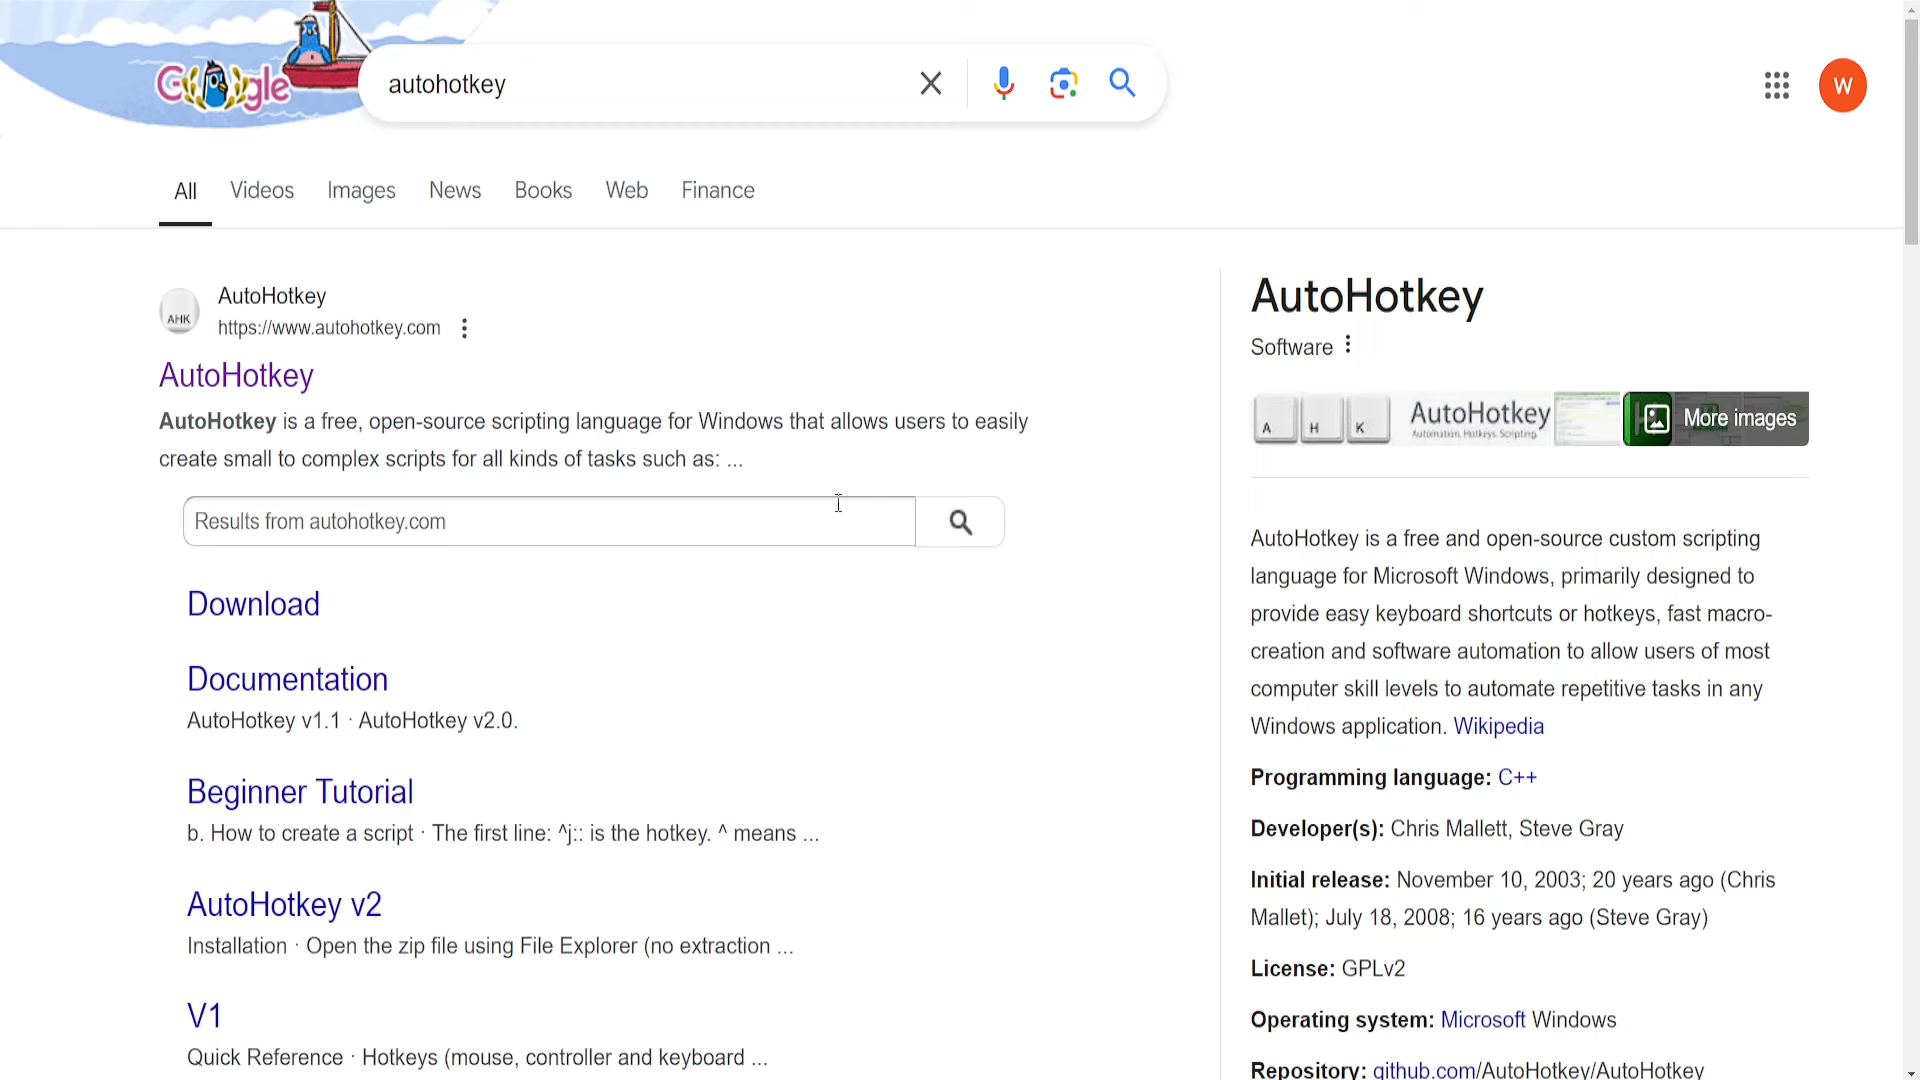 Google
autohotkey
W
All Videos Images News Books Web Finance
AHK
AutoHotkey
https://www.autohotkey.com
AutoHotkey
AutoHotkey is a free, open-source scripting language for Windows that allows users to easily
create small to complex scripts for all kinds of tasks such as: ...
Results from autohotkey.com
Download
Documentation
AutoHotkey v1.1 · AutoHotkey v2.0.
Beginner Tutorial
b. How to create a script · The first line: ^j:: is the hotkey. ^ means ...
AutoHotkey v2
Installation · Open the zip file using File Explorer (no extraction ...
V1
Quick Reference · Hotkeys (mouse, controller and keyboard ...
AutoHotkey
Software
A H K
AutoHotkey
Automation. Hotkeys. Scripting.
More images
AutoHotkey is a free and open-source custom scripting
language for Microsoft Windows, primarily designed to
provide easy keyboard shortcuts or hotkeys, fast macro-
creation and software automation to allow users of most
computer skill levels to automate repetitive tasks in any
Windows application. Wikipedia
Programming language: C++
Developer(s): Chris Mallett, Steve Gray
Initial release: November 10, 2003; 20 years ago (Chris
Mallet); July 18, 2008; 16 years ago (Steve Gray)
License: GPLv2
Operating system: Microsoft Windows
Repository: github.com/AutoHotkey/AutoHotkey